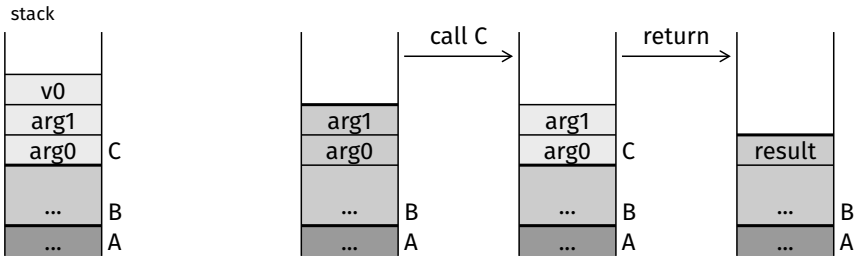 stack
call C
return
v0
arg1
arg0 C
... B
... A
arg1
arg0
... B
... A
arg1
arg0 C
... B
... A
result
... B
... A